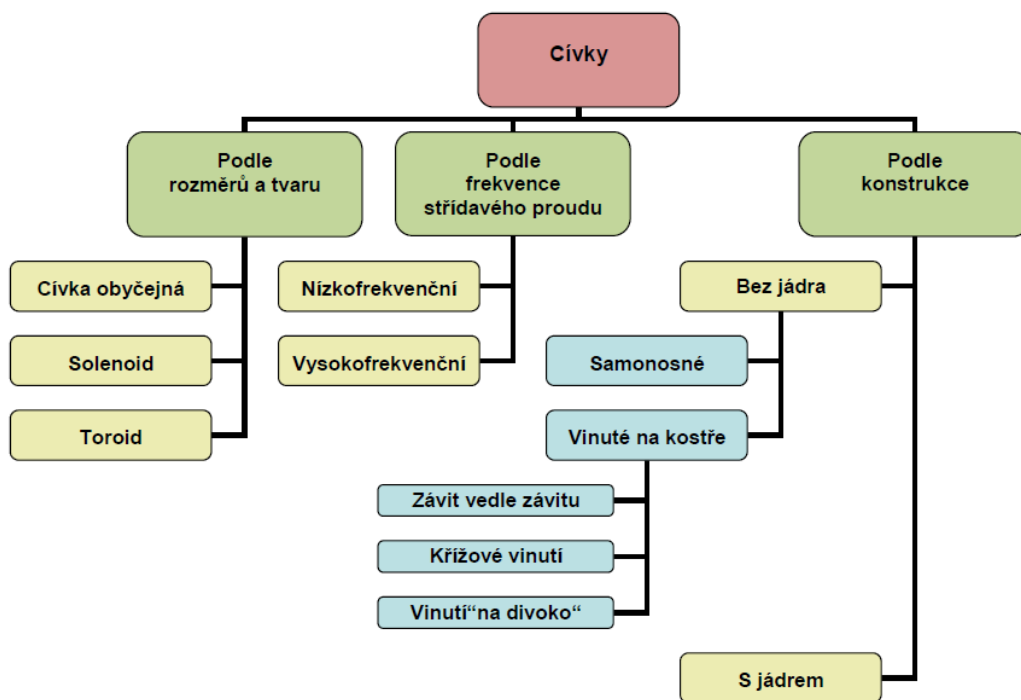 Cívky
Podle
rozměrů a tvaru
Podle
frekvence
střídavého proudu
Podle
konstrukce
Cívka obyčejná
Nízkofrekvenční
Bez jádra
Solenoid
Vysokofrekvenční
Samonosné
Toroid
Vinuté na kostře
Závit vedle závitu
Křížové vinutí
Vinutí“na divoko“
S jádrem